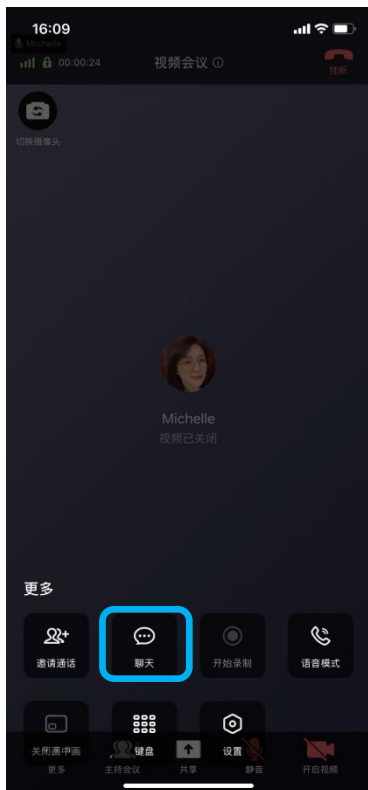 16:09
Michelle
00:00:24 视频会议 挂断
切换摄像头
Michelle
视频已关闭
更多
邀请通话 聊天 开始录制 语音模式
关闭画中画 键盘 设置
更多 主持会议 共享 静音 开启视频